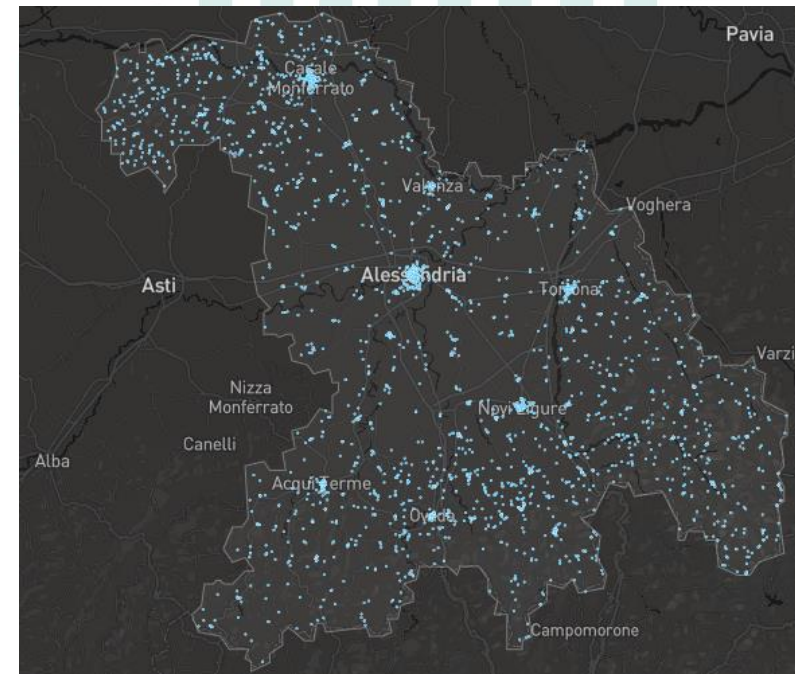 Pavia
Casale
Monferrato
Valenza
Voghera
Alessandria
Asti
Tortona
Varzi
Nizza
Monferrato
Novi Ligure
Canelli
Alba
Acqui Terme
Ovada
Campomorone